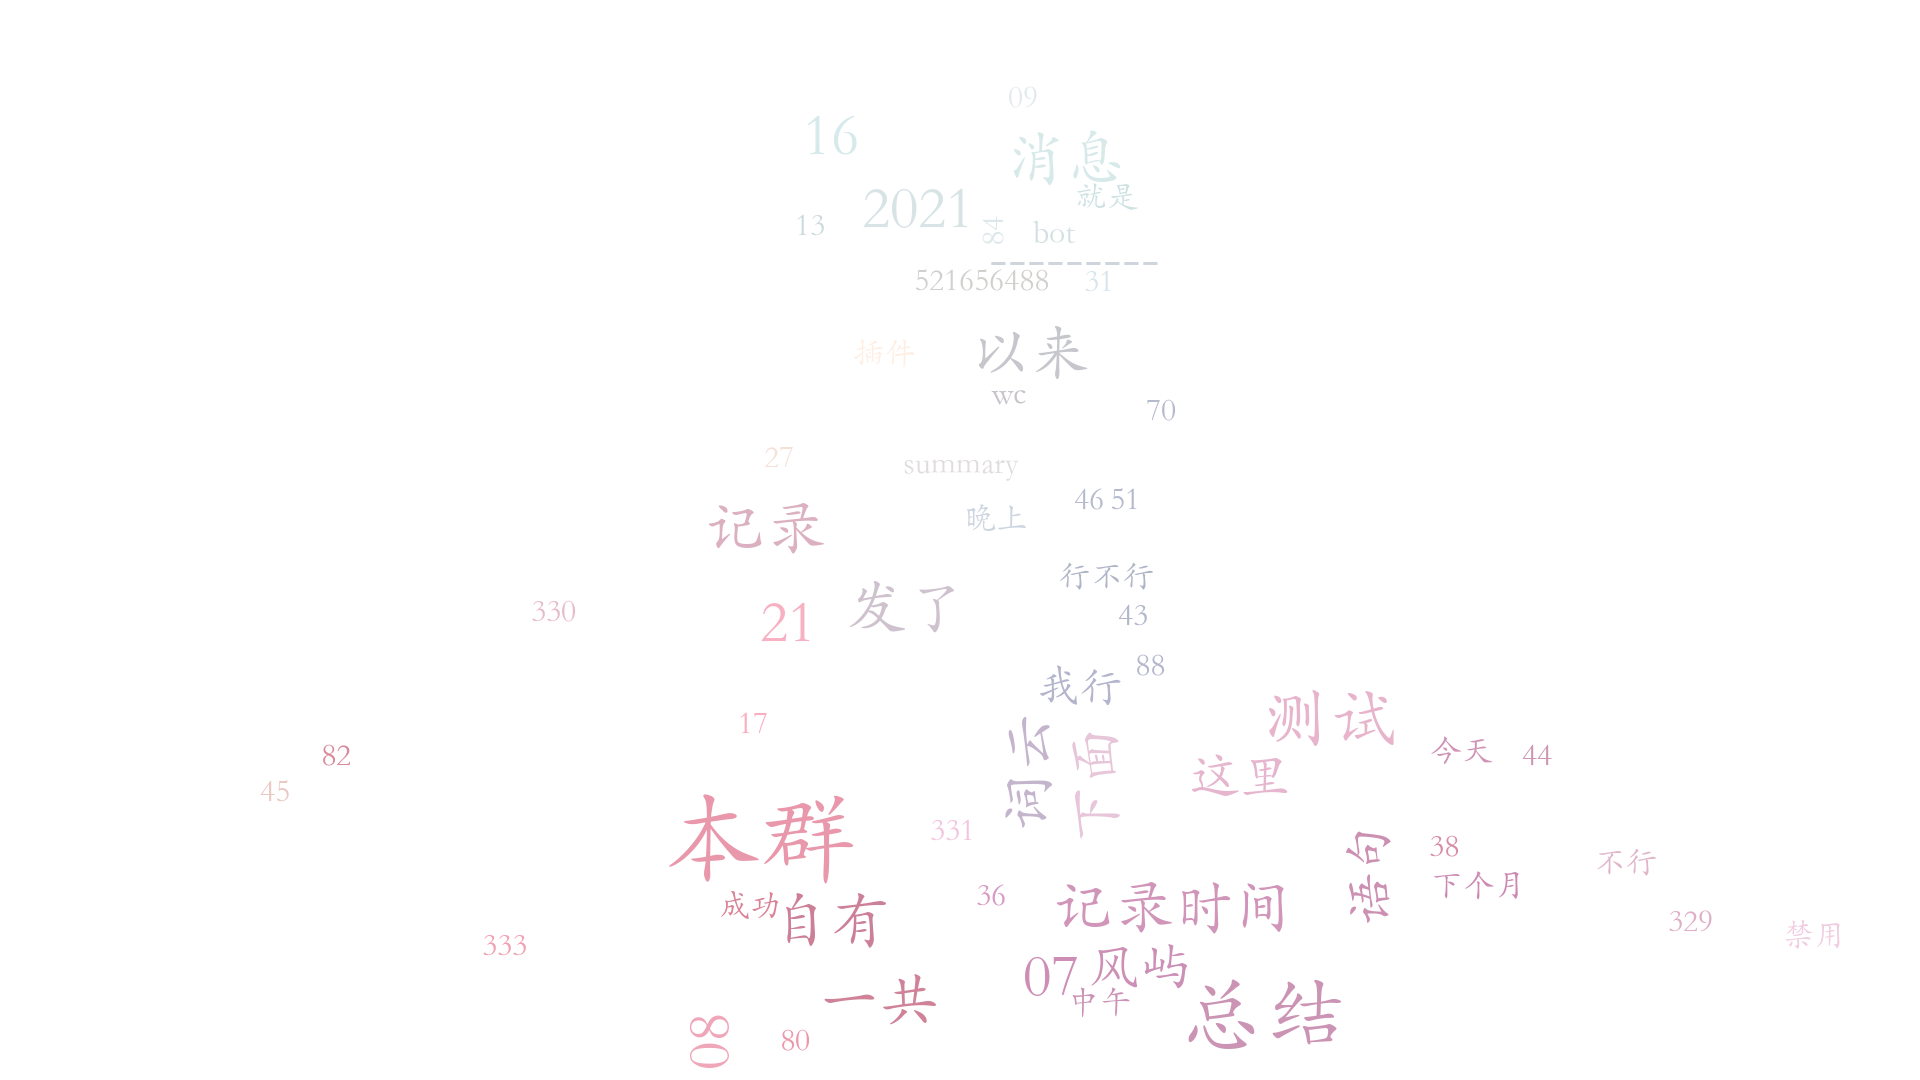 09
16
消息
就是
2021
13
84
bot
---------
521656488
31
以来
插件
wc
70
27
summary
46
51
记录
晚上
行不行
发了
330
21
43
88
我行
测试
17
词云
下面
今天
44
82
这里
45
本群
331
语句
38
不行
下个月
36
记录时间
成功
自有
329
禁用
333
风屿
07
中午
一共
总结
08
80